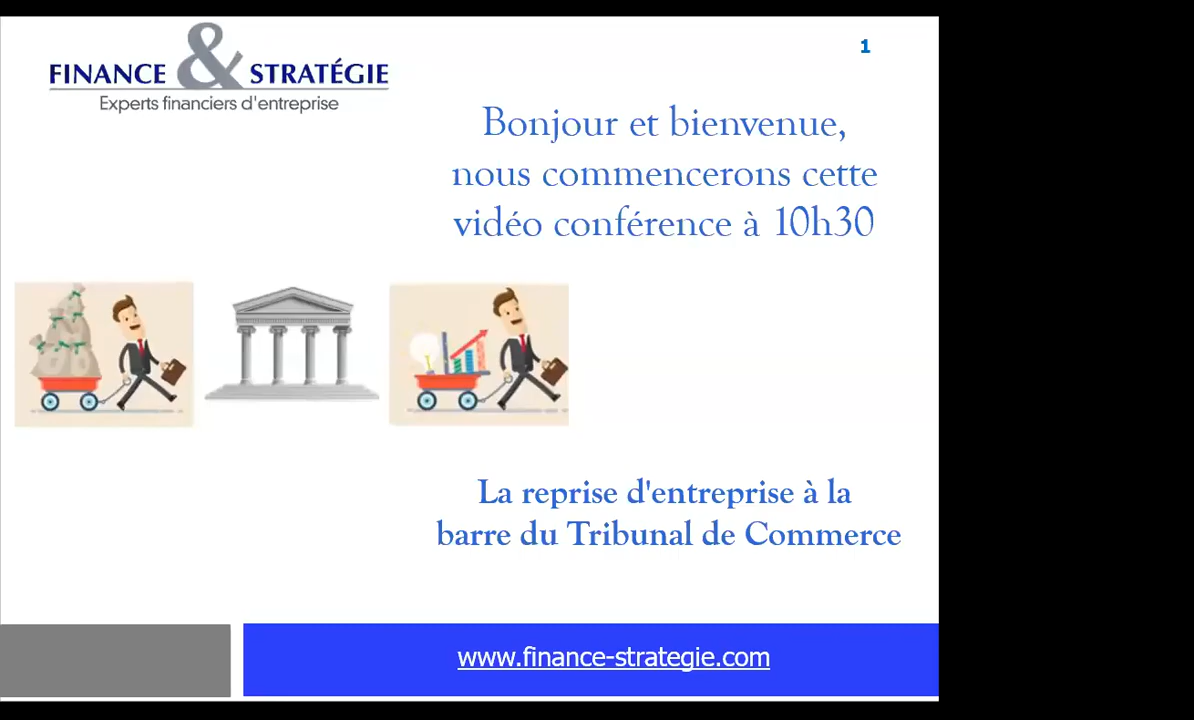 FINANCE & STRATÉGIE
Experts financiers d'entreprise
1
Bonjour et bienvenue,
nous commencerons cette
vidéo conférence à 10h30
La reprise d'entreprise à la
barre du Tribunal de Commerce
www.finance-strategie.com